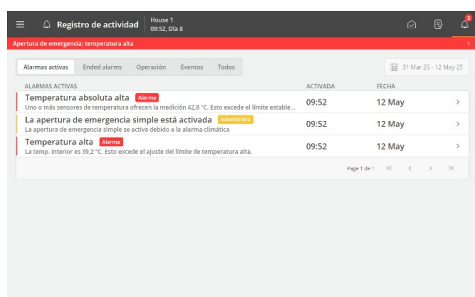 Registro de actividad
House 1
09:52, Día 8
2
Apertura de emergencia: temperatura alta
Alarmas activas Ended alarms Operación Eventos Todos
31 Mar 25 - 12 May 25
ALARMAS ACTIVAS ACTIVADA FECHA
Temperatura absoluta alta Alarma 09:52 12 May
Uno o más sensores de temperatura ofrecen la medición 42,8 °C. Esto excede el límite estable...
La apertura de emergencia simple está activada Advertencia 09:52 12 May
La apertura de emergencia simple se activa debido a la alarma climática
Temperatura alta Alarma 09:52 12 May
La temp. interior es 39,2 °C. Esto excede el ajuste del límite de temperatura alta.
Page 1 de 1